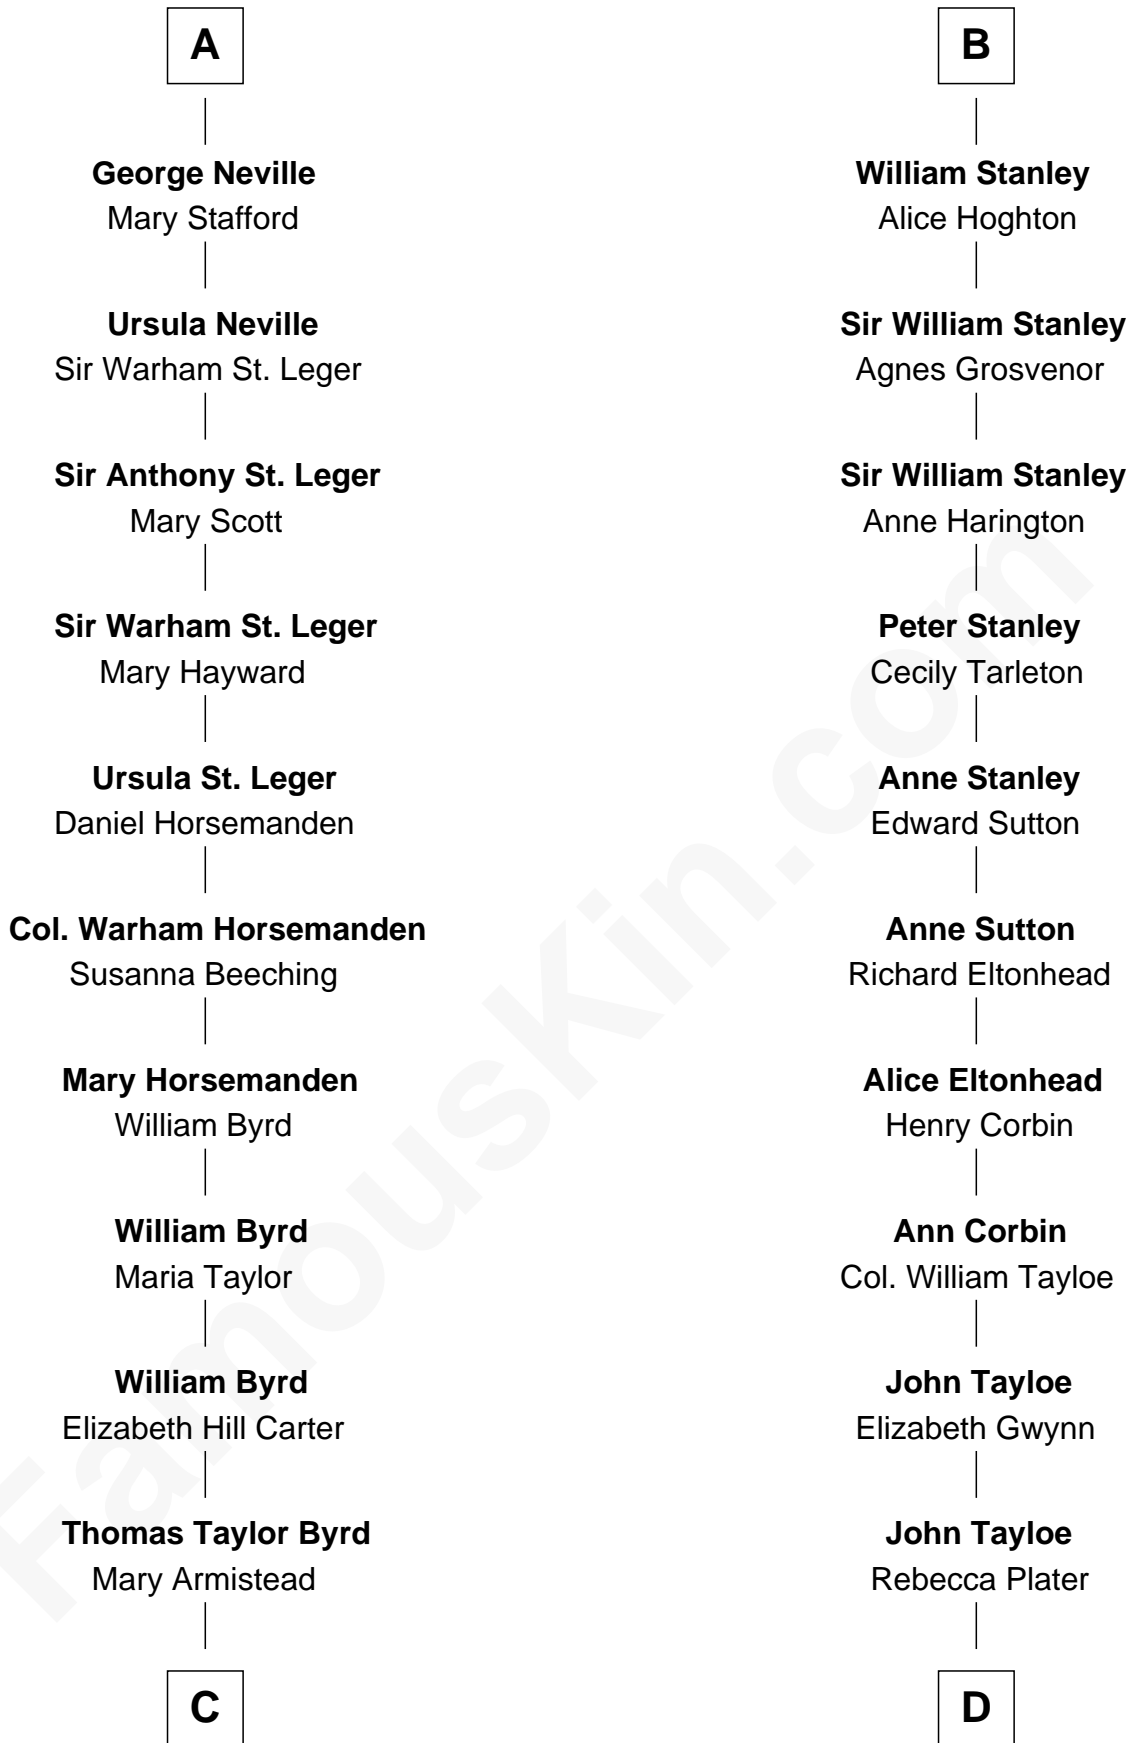 A
George Neville
Mary Stafford
Ursula Neville
Sir Warham St. Leger
Sir Anthony St. Leger
Mary Scott
Sir Warham St. Leger
Mary Hayward
Ursula St. Leger
Daniel Horsemanden
Col. Warham Horsemanden
Susanna Beeching
Mary Horsemanden
William Byrd
William Byrd
Maria Taylor
William Byrd
Elizabeth Hill Carter
Thomas Taylor Byrd
Mary Armistead
C
B
William Stanley
Alice Hoghton
Sir William Stanley
Agnes Grosvenor
Sir William Stanley
Anne Harington
Peter Stanley
Cecily Tarleton
Anne Stanley
Edward Sutton
Anne Sutton
Richard Eltonhead
Alice Eltonhead
Henry Corbin
Ann Corbin
Col. William Tayloe
John Tayloe
Elizabeth Gwynn
John Tayloe
Rebecca Plater
D
FamousKin.com